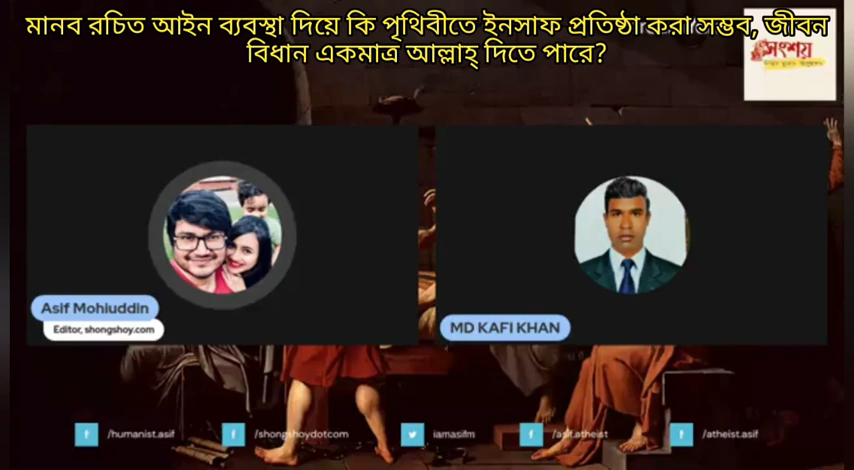 মানব রচিত আইন ব্যবস্থা দিয়ে কি পৃথিবীতে ইনসাফ প্রতিষ্ঠা করা সম্ভব, জীবন
বিধান একমাত্র আল্লাহ্ দিতে পারে?
সংশয়
Asif Mohiuddin
Editor, shongshoy.com
MD KAFI KHAN
/humanist.asif
/shongshoydotcom
iamasifm
/asif.atheist
/atheist.asif